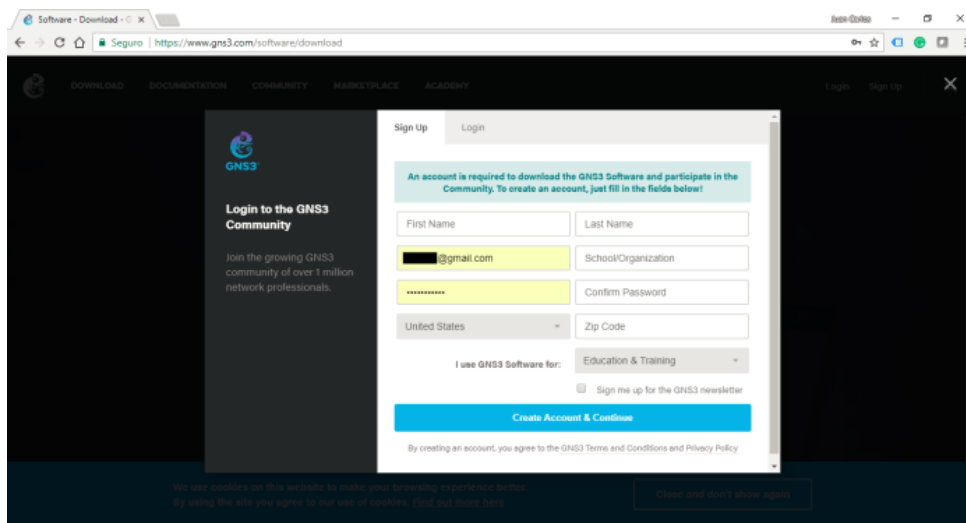 Software - Download - G
Seguro | https://www.gns3.com/software/download
DOWNLOAD DOCUMENTATION COMMUNITY MARKETPLACE ACADEMY Login Sign Up
GNS3
Login to the GNS3
Community
Join the growing GNS3
community of over 1 million
network professionals.
Sign Up Login
An account is required to download the GNS3 Software and participate in the
Community. To create an account, just fill in the fields below!
First Name Last Name
@gmail.com School/Organization
Confirm Password
United States Zip Code
I use GNS3 Software for: Education & Training
Sign me up for the GNS3 newsletter
Create Account & Continue
By creating an account, you agree to the GNS3 Terms and Conditions and Privacy Policy
We use cookies on this website to make your browsing experience better.
By using the site you agree to our use of cookies. Find out more here
Close and don't show again